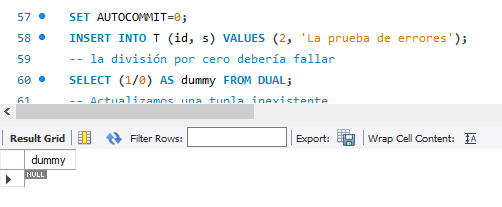 57 SET AUTOCOMMIT=0;
58 INSERT INTO T (id, s) VALUES (2, 'La prueba de errores');
59 -- la división por cero debería fallar
60 SELECT (1/0) AS dummy FROM DUAL;
61 -- Actualizamos una tupla inexistente
Result Grid Filter Rows: Export: Wrap Cell Content:
dummy
NULL